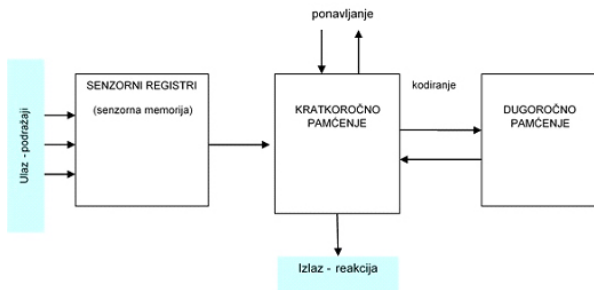 ponavljanje
Ulaz - podražaji
SENZORNI REGISTRI
(senzorna memorija)
KRATKOROČNO
PAMĆENJE
kodiranje
DUGOROČNO
PAMĆENJE
Izlaz - reakcija